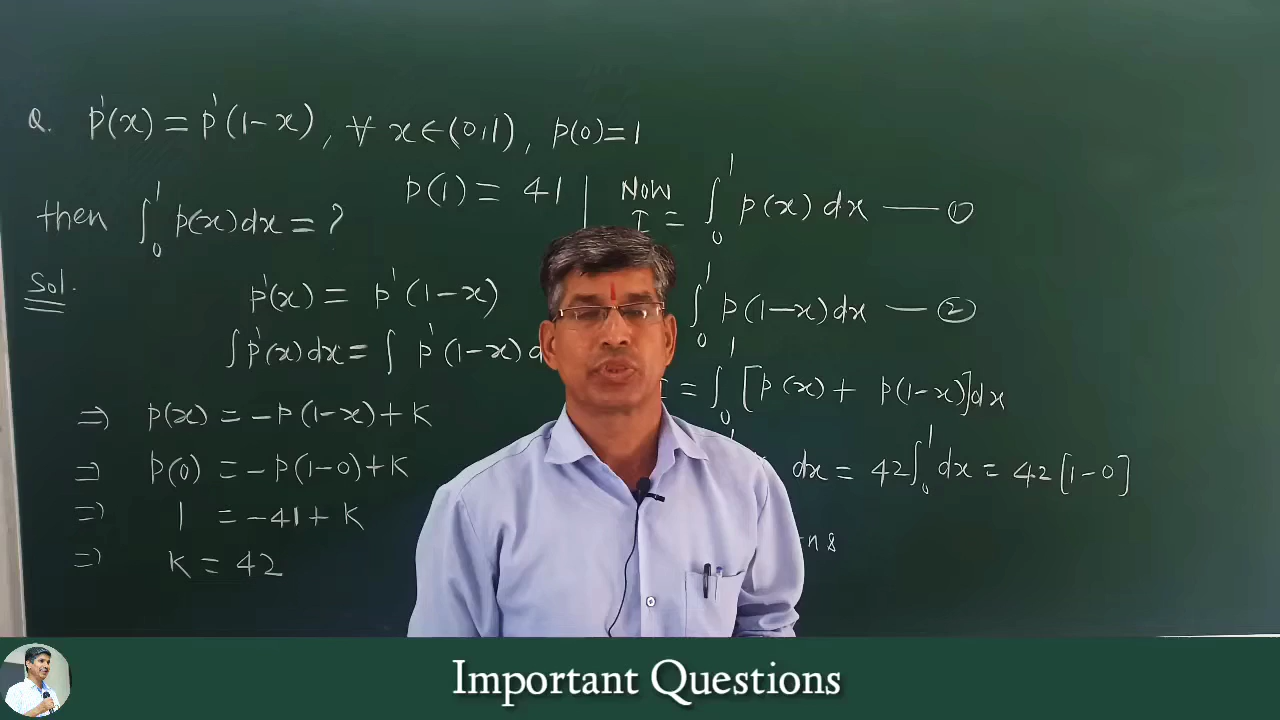 Q. p'(x) = p'(1-x), ∀ x ∈ (0,1), p(0)=1
p(1) = 41
then ∫₀¹ p(x)dx = ?
Sol.
p'(x) = p'(1-x)
∫p'(x)dx = ∫ p'(1-x)d
⇒ p(x) = -p(1-x)+K
⇒ p(0) = -p(1-0)+K
⇒ 1 = -41+K
⇒ K = 42
Now
I = ∫₀¹ p(x)dx — ①
∫₀¹ p(1-x)dx — ②
= ∫₀¹ [p(x) + p(1-x)]dx
dx = 42∫₀¹ dx = 42[1-0]
Important Questions